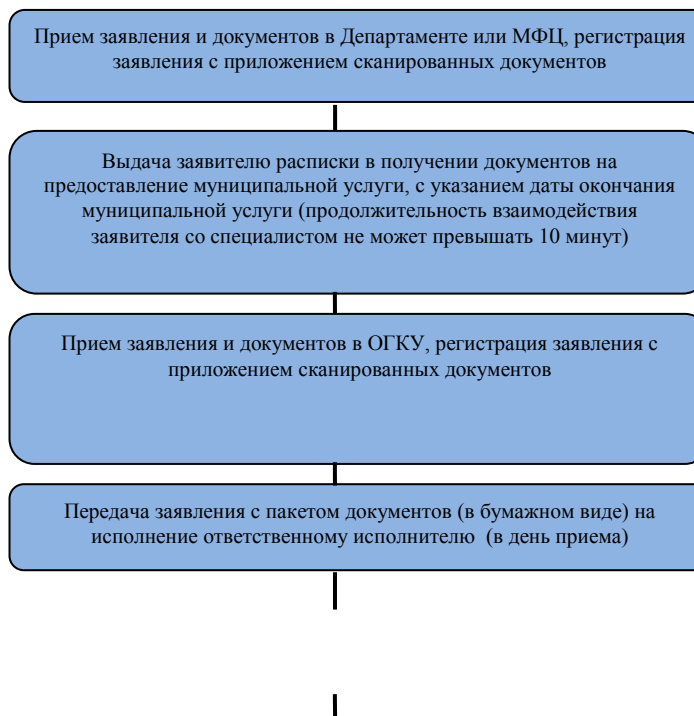 Прием заявления и документов в Департаменте или МФЦ, регистрация
заявления с приложением сканированных документов
Выдача заявителю расписки в получении документов на
предоставление муниципальной услуги, с указанием даты окончания
муниципальной услуги (продолжительность взаимодействия
заявителя со специалистом не может превышать 10 минут)
Прием заявления и документов в ОГКУ, регистрация заявления с
приложением сканированных документов
Передача заявления с пакетом документов (в бумажном виде) на
исполнение ответственному исполнителю (в день приема)